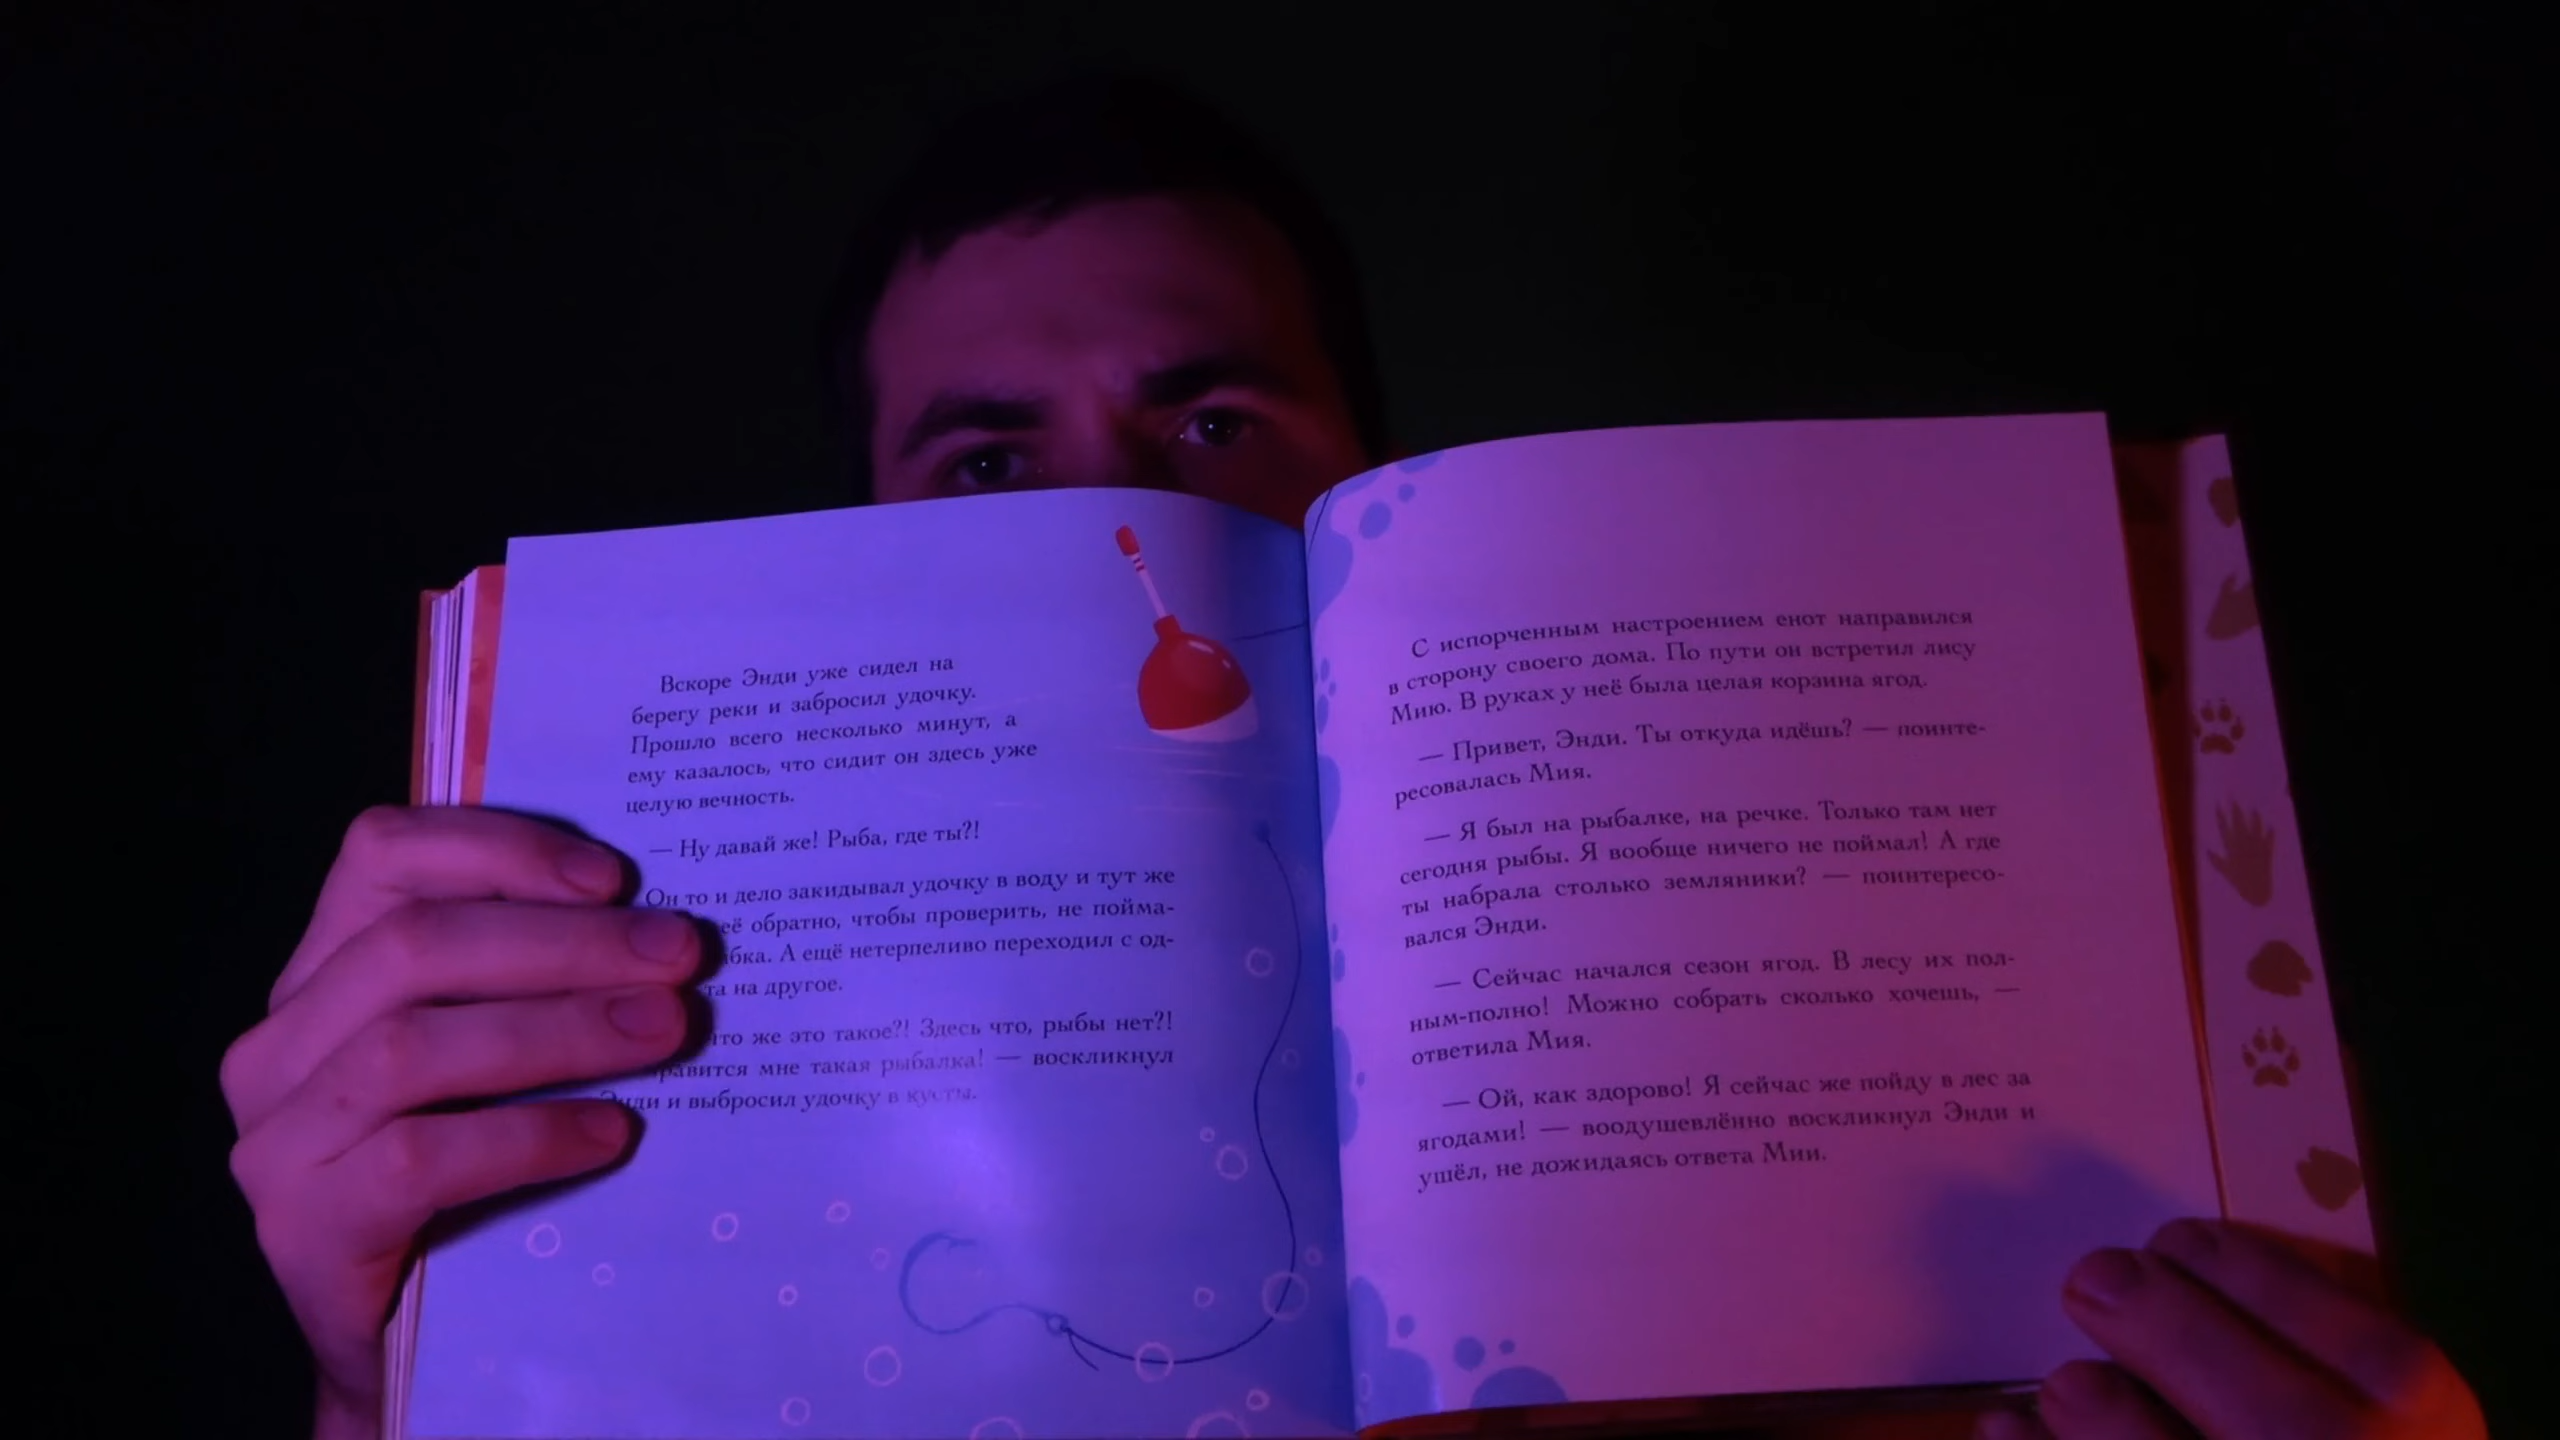 Вскоре Энди уже сидел на
берегу реки и забросил удочку.
Прошло всего несколько минут, а
ему казалось, что сидит он здесь уже
целую вечность.
— Ну давай же! Рыба, где ты?!
Он то и дело закидывал удочку в воду и тут же
её обратно, чтобы проверить, не пойма-
бка. А ещё нетерпеливо переходил с од-
та на другое.
что же это такое?! Здесь что, рыбы нет?!
равится мне такая рыбалка! — воскликнул
Энди и выбросил удочку в кусты.
С испорченным настроением енот направился
в сторону своего дома. По пути он встретил лису
Мию. В руках у неё была целая корзина ягод.
— Привет, Энди. Ты откуда идёшь? — поинте-
ресовалась Мия.
— Я был на рыбалке, на речке. Только там нет
сегодня рыбы. Я вообще ничего не поймал! А где
ты набрала столько земляники? — поинтересо-
вался Энди.
— Сейчас начался сезон ягод. В лесу их пол-
ным-полно! Можно собрать сколько хочешь, —
ответила Мия.
— Ой, как здорово! Я сейчас же пойду в лес за
ягодами! — воодушевлённо воскликнул Энди и
ушёл, не дожидаясь ответа Мии.